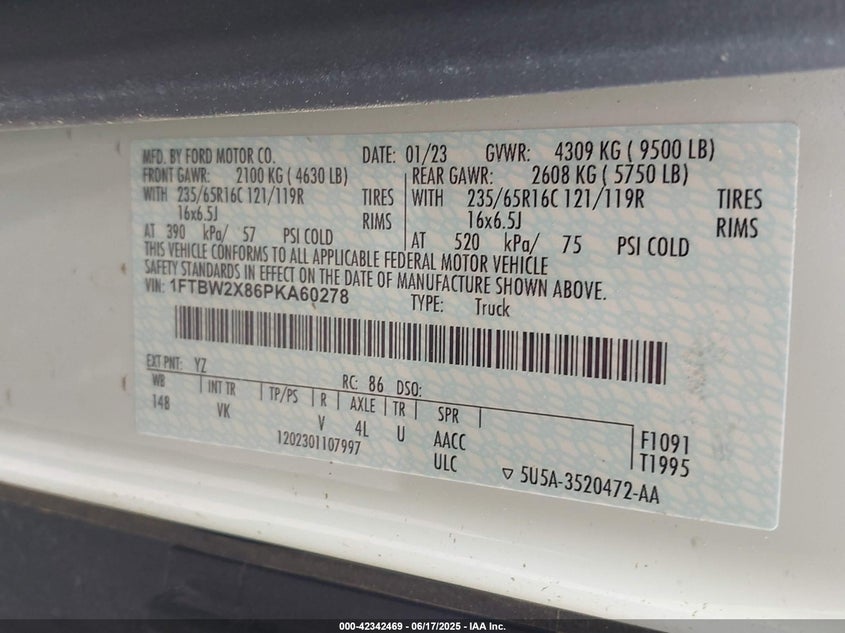 MFD. BY FORD MOTOR CO. DATE: 01/23 GVWR: 4309 KG ( 9500 LB)
FRONT GAWR: 2100 KG ( 4630 LB) REAR GAWR: 2608 KG ( 5750 LB)
WITH 235/65R16C 121/119R TIRES WITH 235/65R16C 121/119R TIRES
16x6.5J RIMS 16x6.5J RIMS
AT 390 kPa/ 57 PSI COLD AT 520 kPa/ 75 PSI COLD
THIS VEHICLE CONFORMS TO ALL APPLICABLE FEDERAL MOTOR VEHICLE
SAFETY STANDARDS IN EFFECT ON THE DATE OF MANUFACTURE SHOWN ABOVE.
VIN: 1FTBW2X86PKA60278 TYPE: Truck
EXT PNT: YZ RC: 86 DSO:
WB INT TR TP/PS R AXLE TR SPR
148 VK V 4L U AACC F1091
1202301107997 ULC T1995
▽ 5U5A-3520472-AA
000-42342469 - 06/17/2025 - IAA Inc.